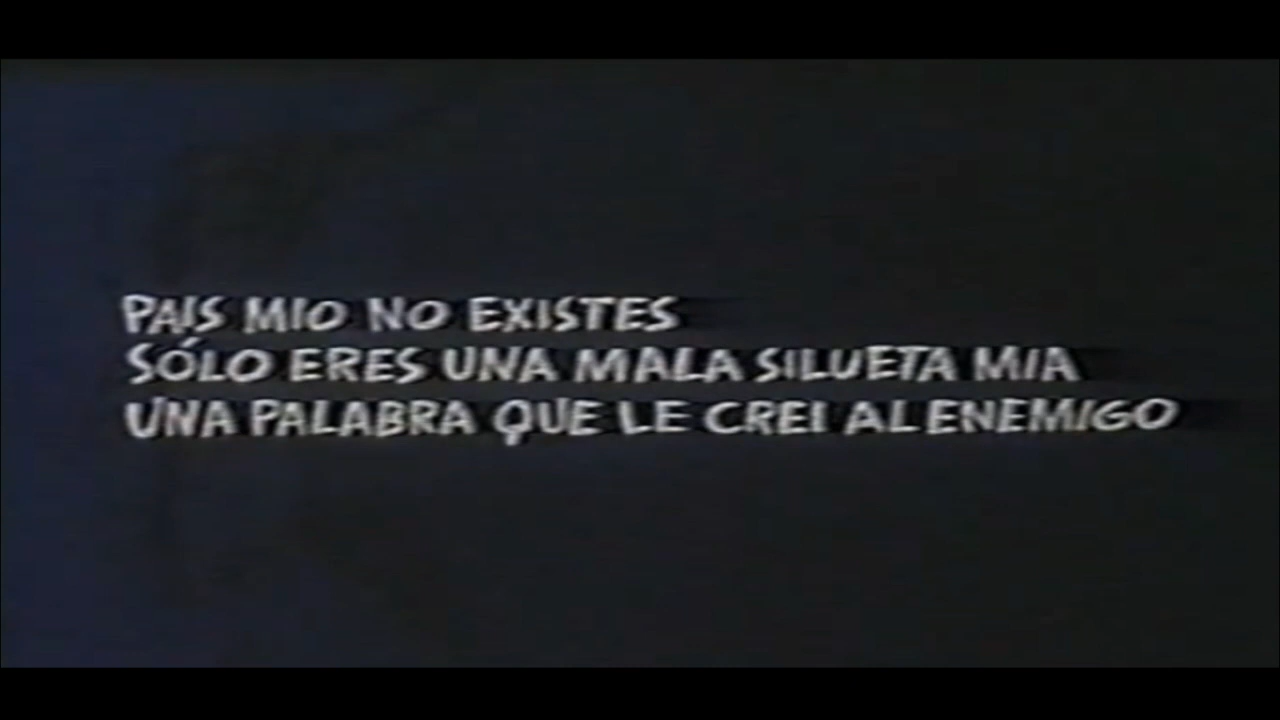 PAIS MIO NO EXISTES
SÓLO ERES UNA MALA SILUETA MIA
UNA PALABRA QUE LE CREI AL ENEMIGO